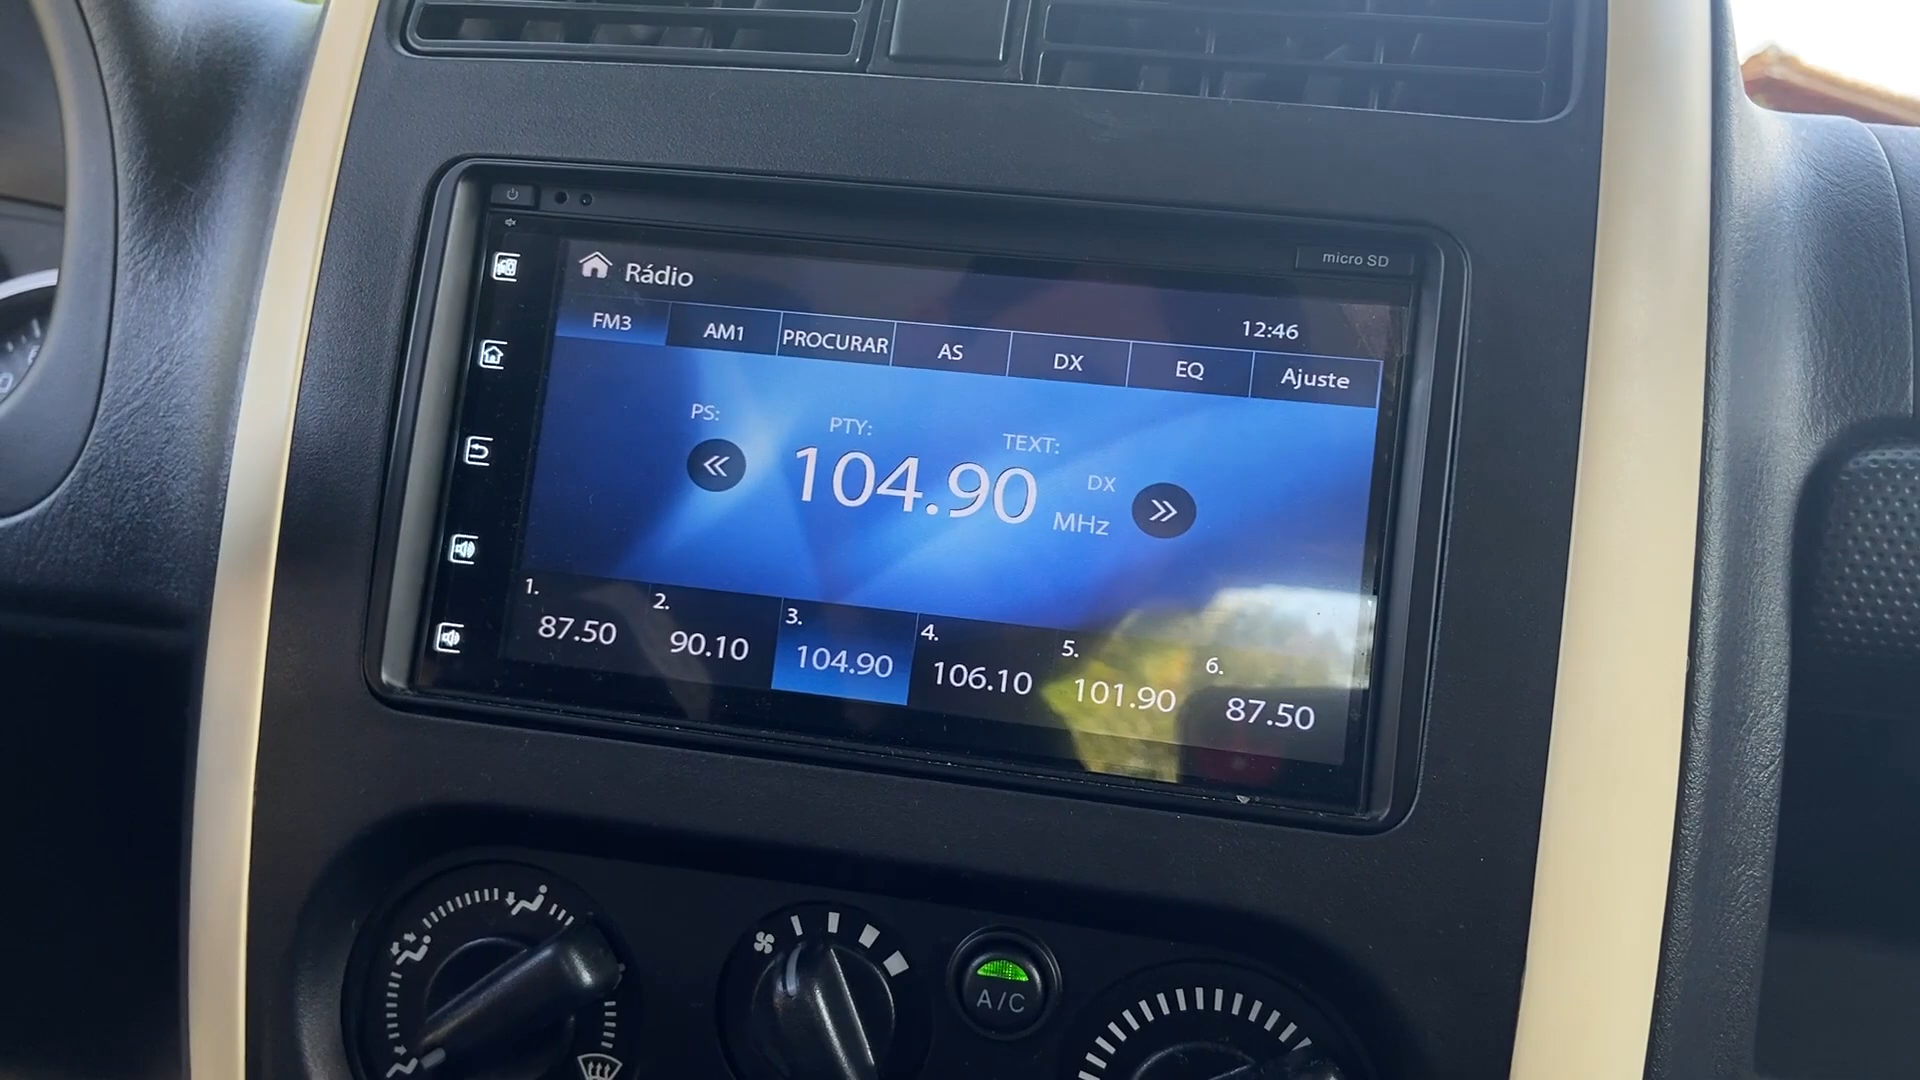 micro SD
Rádio
12:46
FM3 AM1 PROCURAR AS DX EQ Ajuste
PS: PTY: TEXT:
104.90 MHz DX
1. 2. 3. 4. 5. 6.
87.50 90.10 104.90 106.10 101.90 87.50
A/C